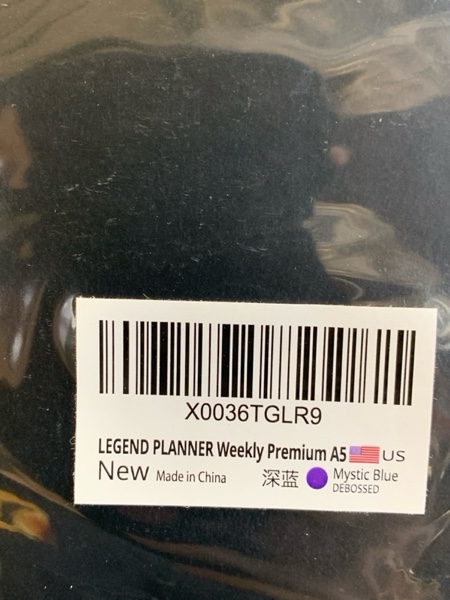 X0036TGLR9
LEGEND PLANNER Weekly Premium A5 US
New Made in China 深蓝 Mystic Blue
DEBOSSED